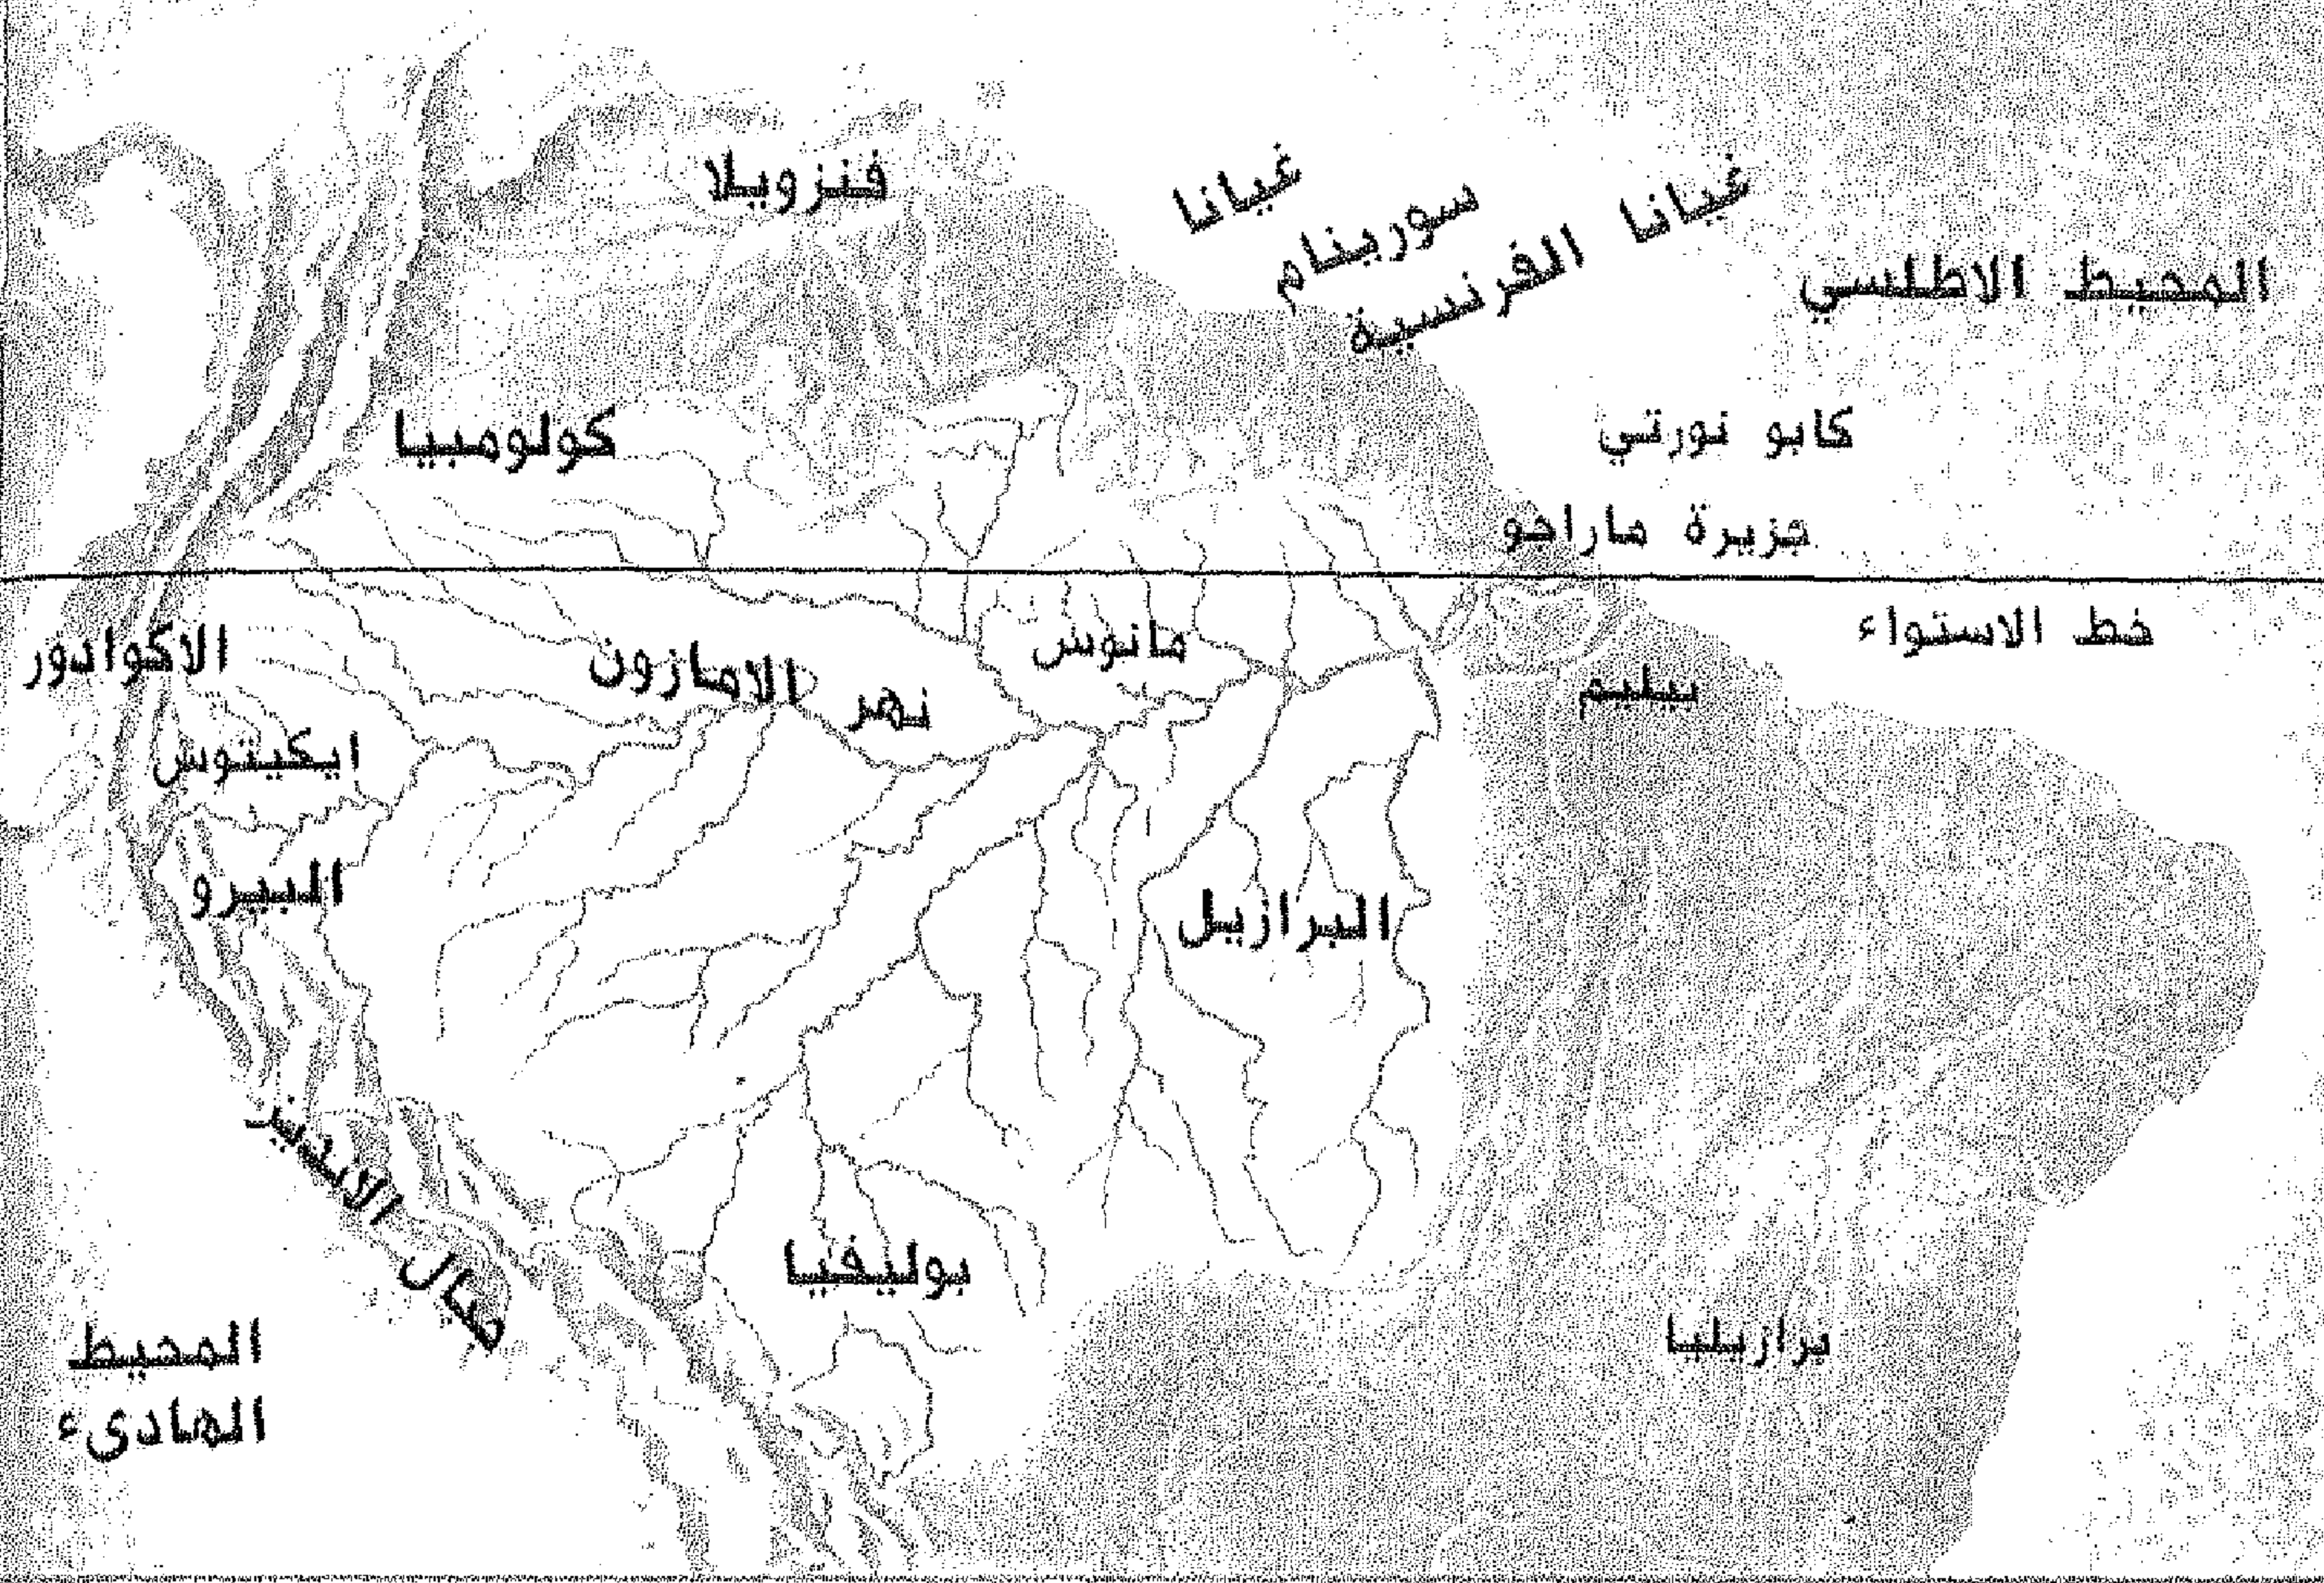 فنزويلا
غيانا
سورينام
غيانا الفرنسية
المحيط الاطلسي
كولومبيا
كابو نورتي
جزيرة ماراجو
خط الاستواء
الاكوادور
نهر الامازون
مانوس
بيليم
ايكيتوس
البيرو
البرازيل
جبال الانديز
بوليفيا
برازيليا
المحيط
الهادىء